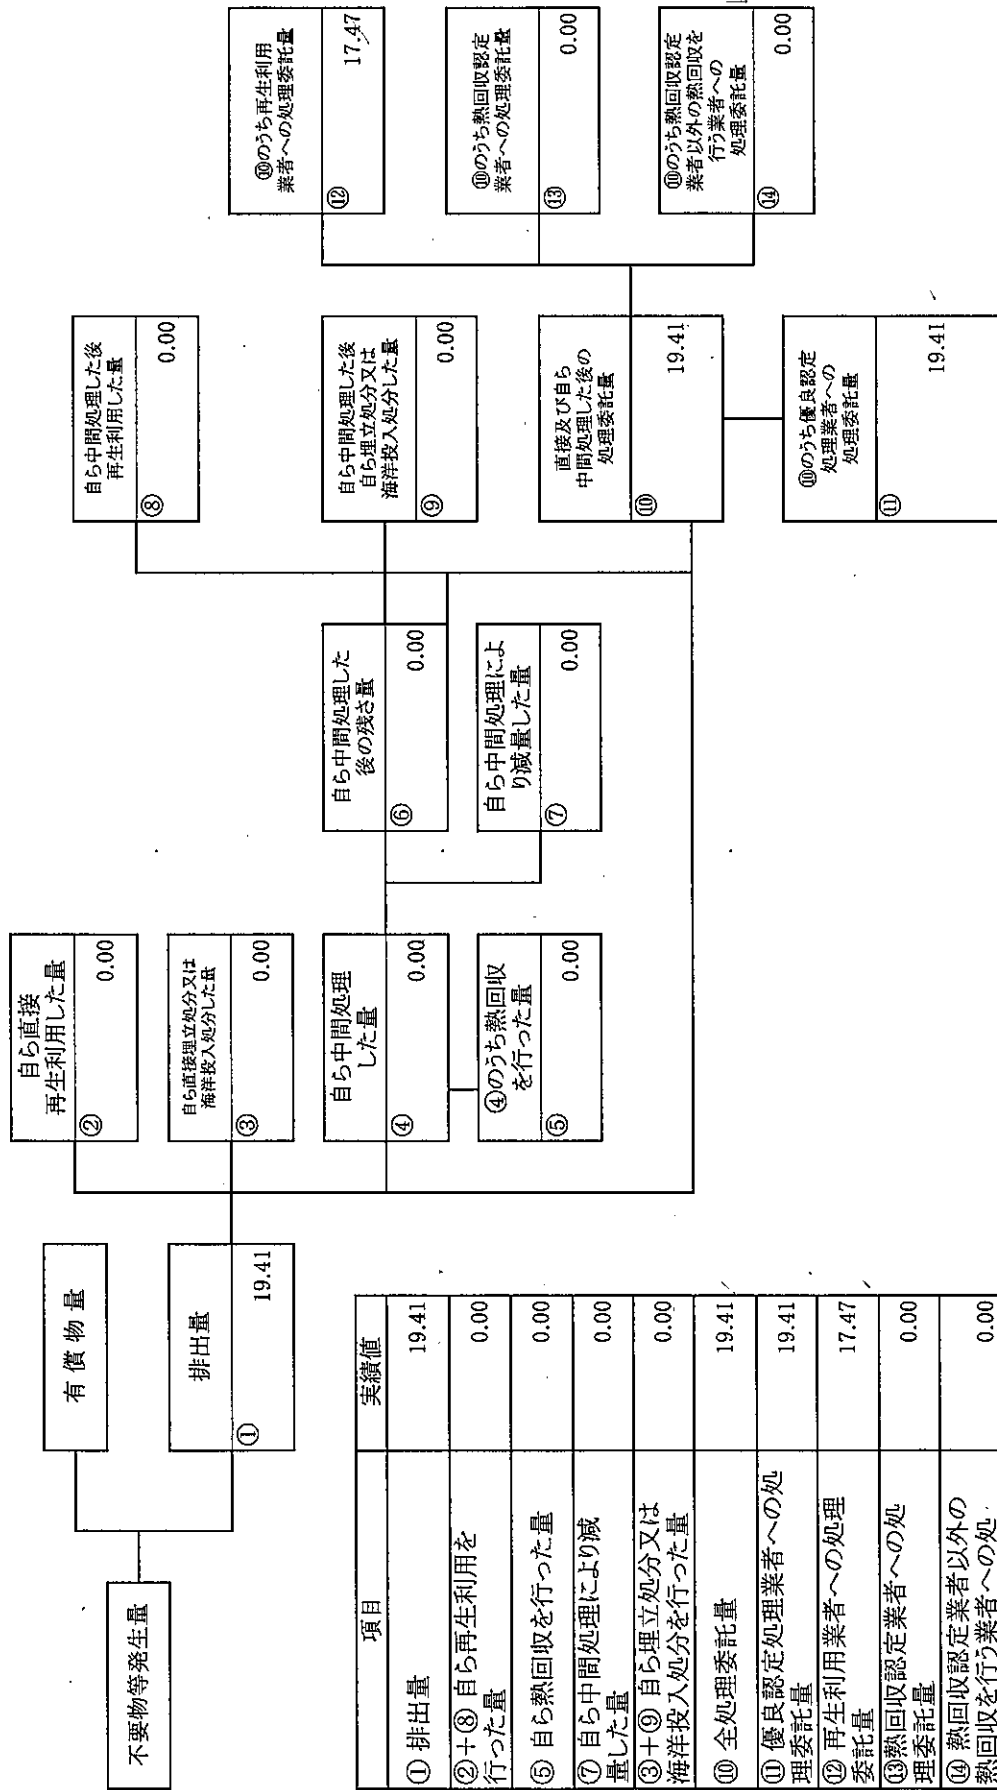 不要物等発生量
有償物量
排出量
①
19.41
自ら直接
再生利用した量
②
0.00
自ら直接埋立処分又は
海洋投入処分した量
③
0.00
自ら中間処理
した量
④
0.00
④のうち熱回収
を行った量
⑤
0.00
自ら中間処理した
後の残さ量
⑥
0.00
自ら中間処理によ
り減量した量
⑦
0.00
自ら中間処理した後
再生利用した量
⑧
0.00
自ら中間処理した後
自ら埋立処分又は
海洋投入処分した量
⑨
0.00
直接及び自ら
中間処理した後の
処理委託量
⑩
19.41
⑩のうち優良認定
処理業者への
処理委託量
⑪
19.41
⑩のうち再生利用
業者への処理委託量
⑫
17.47
⑩のうち熱回収認定
業者への処理委託量
⑬
0.00
⑩のうち熱回収認定
業者以外の熱回収を
行う業者への
処理委託量
⑭
0.00
項目 実績値
① 排出量 19.41
②+⑧ 自ら再生利用を
行った量 0.00
⑤ 自ら熱回収を行った量 0.00
⑦ 自ら中間処理により減
量した量 0.00
③+⑨ 自ら埋立処分又は
海洋投入処分を行った量 0.00
⑩ 全処理委託量 19.41
⑪ 優良認定処理業者への処
理委託量 19.41
⑫ 再生利用業者への処理
委託量 17.47
⑬熱回収認定業者への処
理委託量 0.00
⑭ 熱回収認定業者以外の
熱回収を行う業者への処 0.00